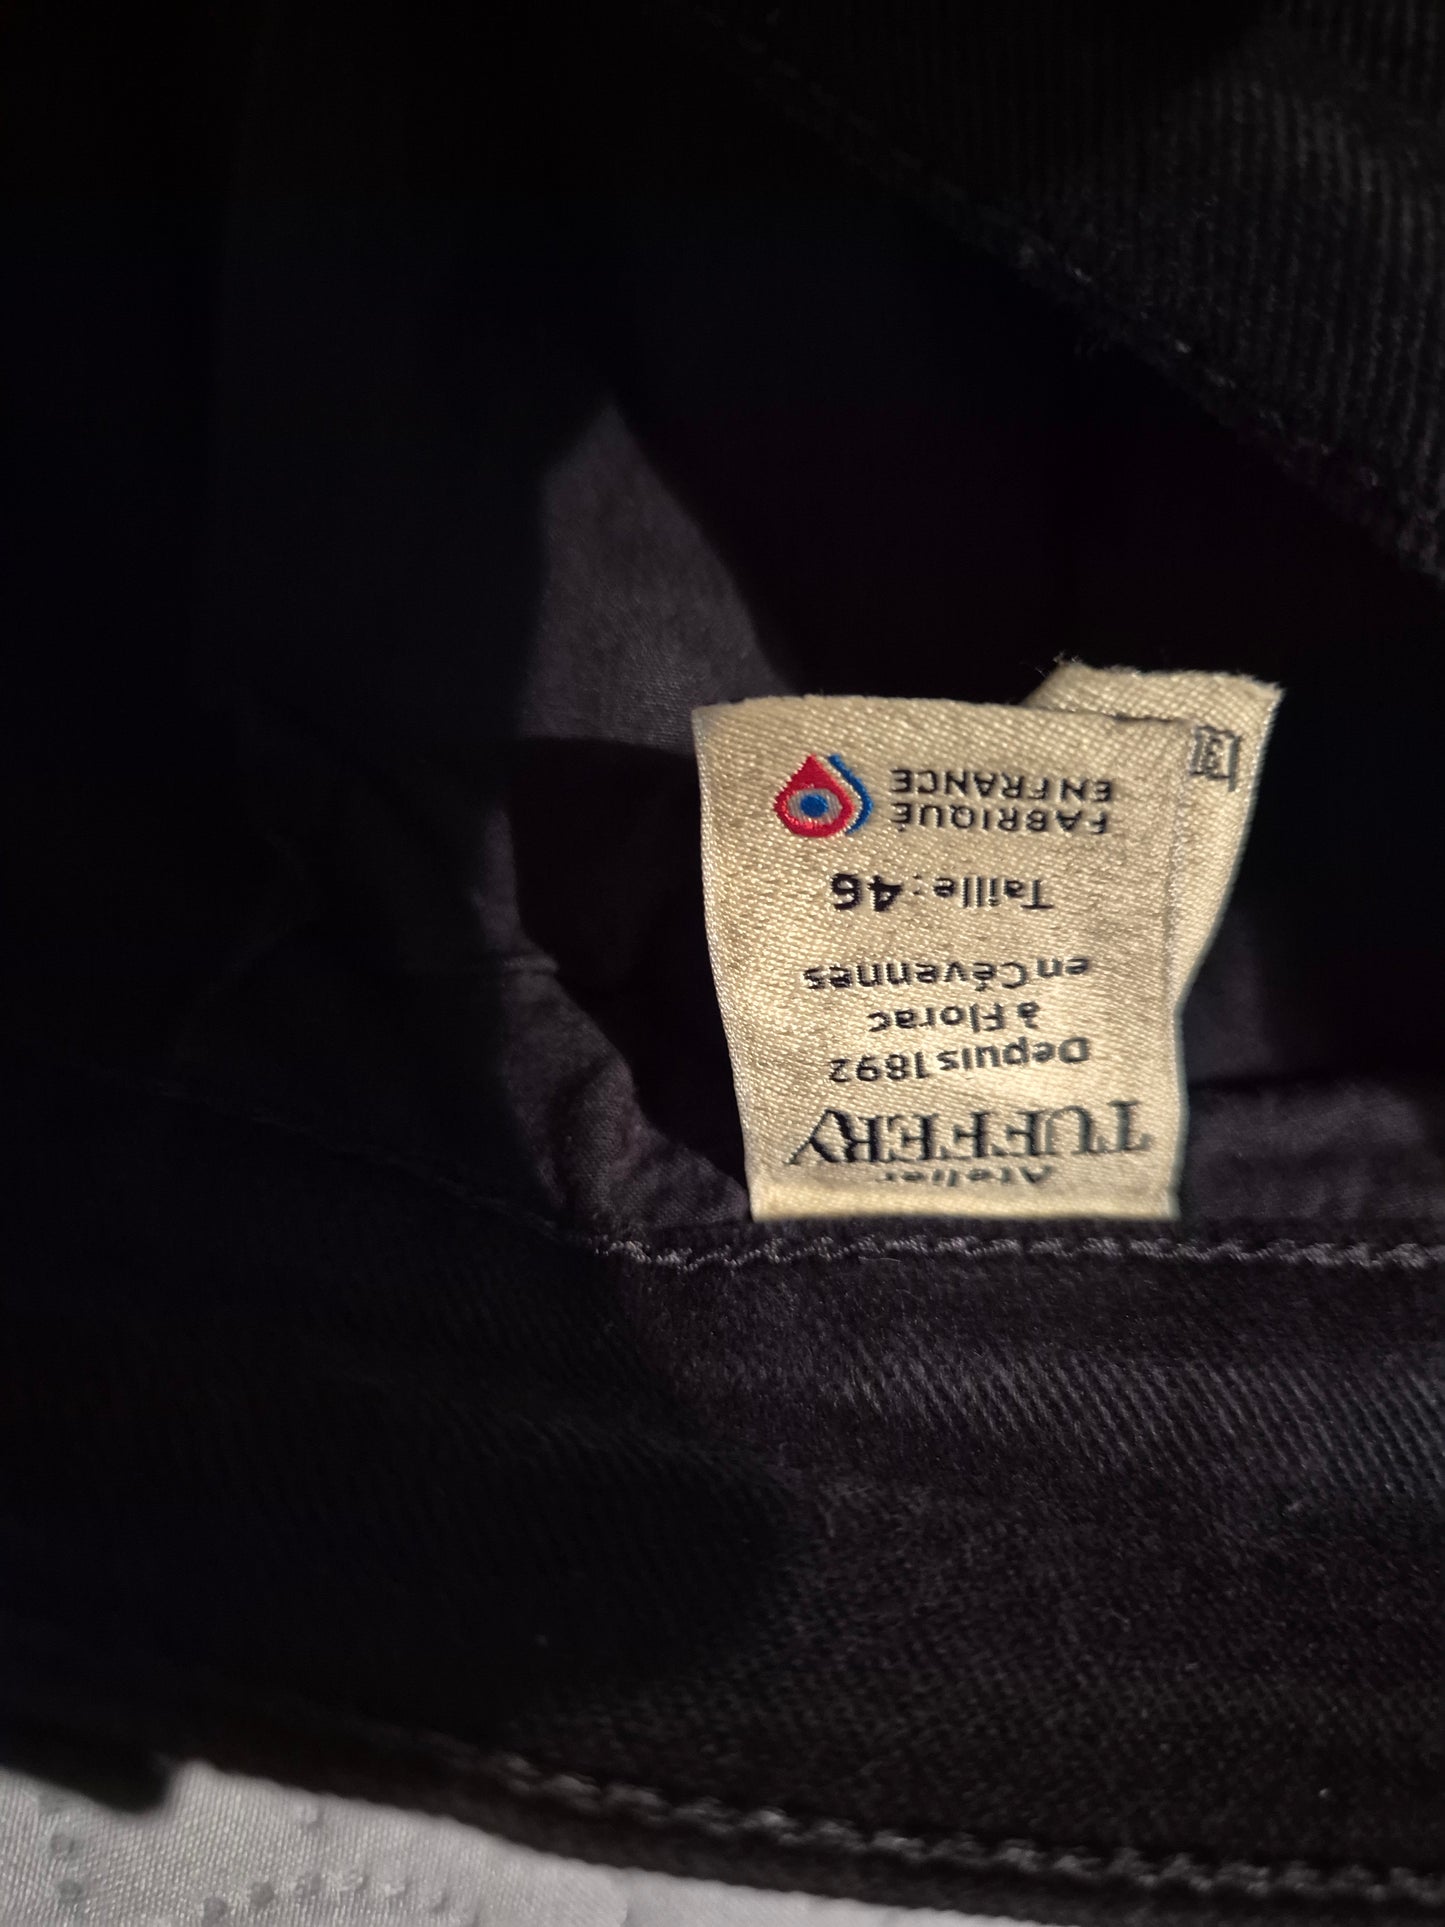 Atelier
TUFFERY
Depuis 1892
à Florac
en Cévennes
Taille: 46
FABRIQUÉ
EN FRANCE